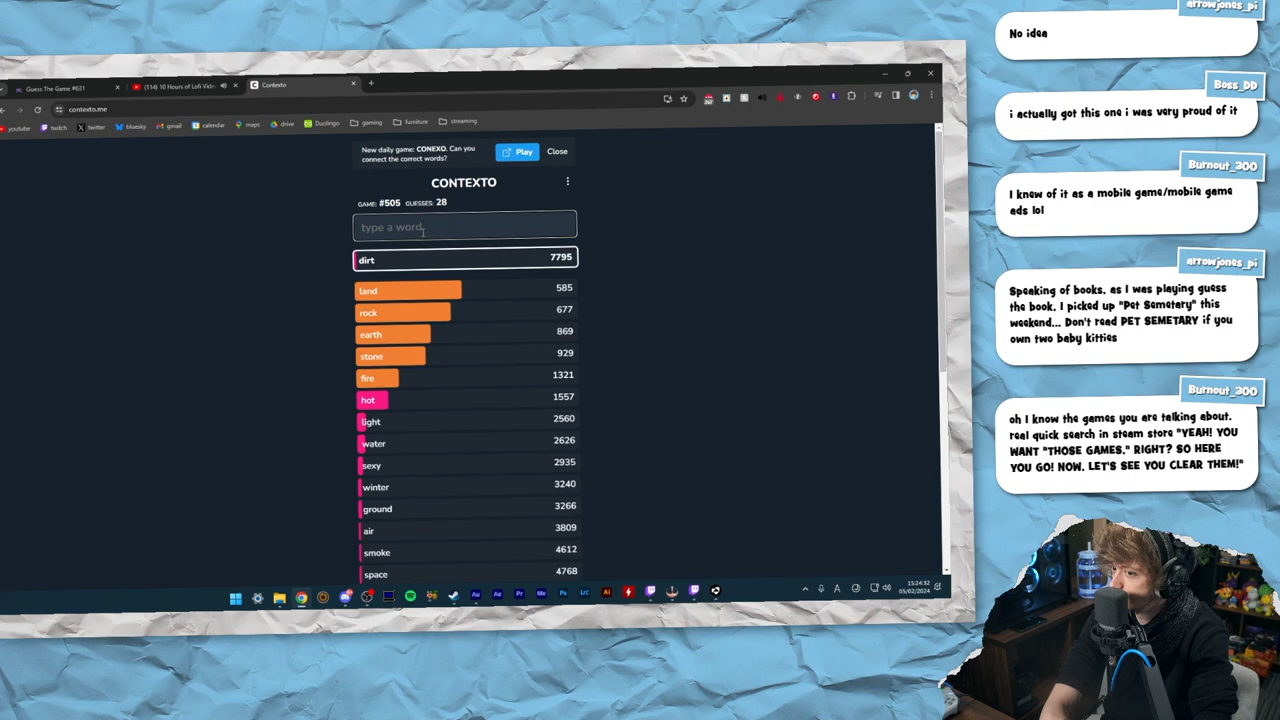 Guess The Game #631
(114) 10 Hours of Lofi Vide
Contexto
contexto.me
youtube
twitch
twitter
bluesky
gmail
calendar
maps
drive
Duolingo
gaming
furniture
streaming
New daily game: CONEXO. Can you
connect the correct words?
Play
Close
CONTEXTO
GAME: #505 GUESSES: 28
type a word
dirt 7795
land 585
rock 677
earth 869
stone 929
fire 1321
hot 1557
light 2560
water 2626
sexy 2935
winter 3240
ground 3266
air 3809
smoke 4612
space 4768
15:24:32
05/02/2024
arrowjones_pi
No idea
Boss_DD
i actually got this one i was very proud of it
Burnout_300
I knew of it as a mobile game/mobile game
ads lol
arrowjones_pi
Speaking of books. as I was playing guess
the book. I picked up "Pet Semetary" this
weekend... Don't read PET SEMETARY if you
own two baby kitties
Burnout_300
oh I know the games you are talking about.
real quick search in steam store "YEAH! YOU
WANT "THOSE GAMES." RIGHT? SO HERE
YOU GO! NOW. LET'S SEE YOU CLEAR THEM!"